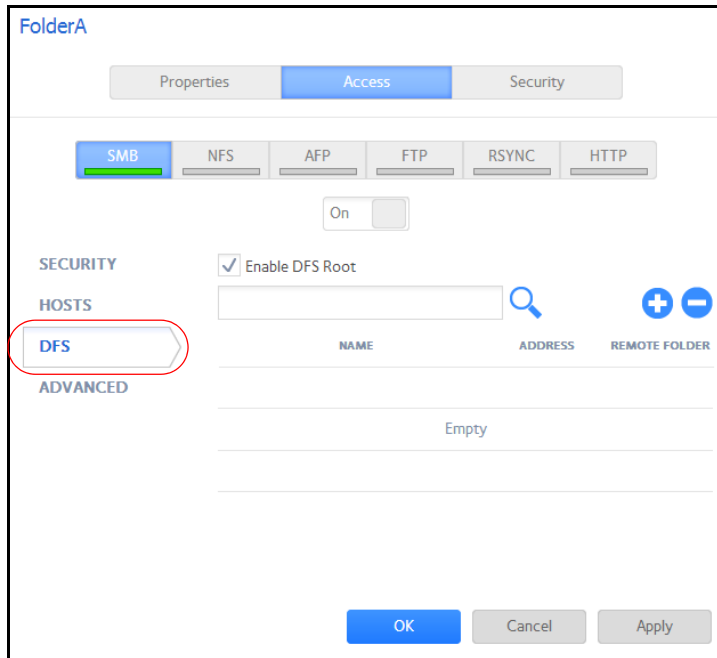 FolderA
Properties Access Security
SMB NFS AFP FTP RSYNC HTTP
On
SECURITY
Enable DFS Root
HOSTS
DFS
NAME ADDRESS REMOTE FOLDER
ADVANCED
Empty
OK Cancel Apply